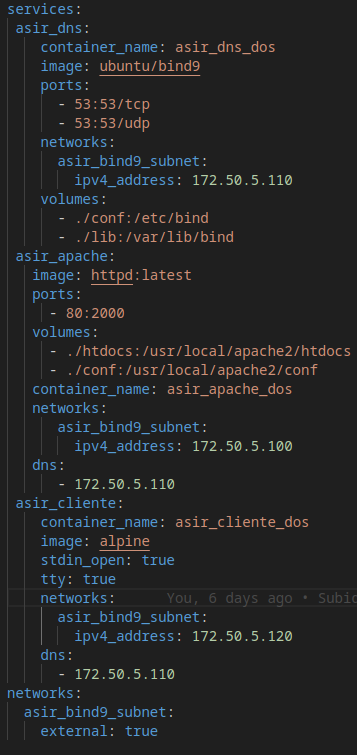 services:
 asir_dns:
    container_name: asir_dns_dos
    image: ubuntu/bind9
    ports:
      - 53:53/tcp
      - 53:53/udp
    networks:
      asir_bind9_subnet:
        ipv4_address: 172.50.5.110
    volumes:
      - ./conf:/etc/bind
      - ./lib:/var/lib/bind
 asir_apache:
   image: httpd:latest
   ports:
     - 80:2000
   volumes:
     - ./htdocs:/usr/local/apache2/htdocs
     - ./conf:/usr/local/apache2/conf
   container_name: asir_apache_dos
   networks:
      asir_bind9_subnet:
        ipv4_address: 172.50.5.100
   dns:
      - 172.50.5.110
 asir_cliente:
    container_name: asir_cliente_dos
    image: alpine
    stdin_open: true
    tty: true
    networks:      You, 6 days ago • Subic
      asir_bind9_subnet:
        ipv4_address: 172.50.5.120
    dns:
      - 172.50.5.110
networks:
  asir_bind9_subnet:
    external: true